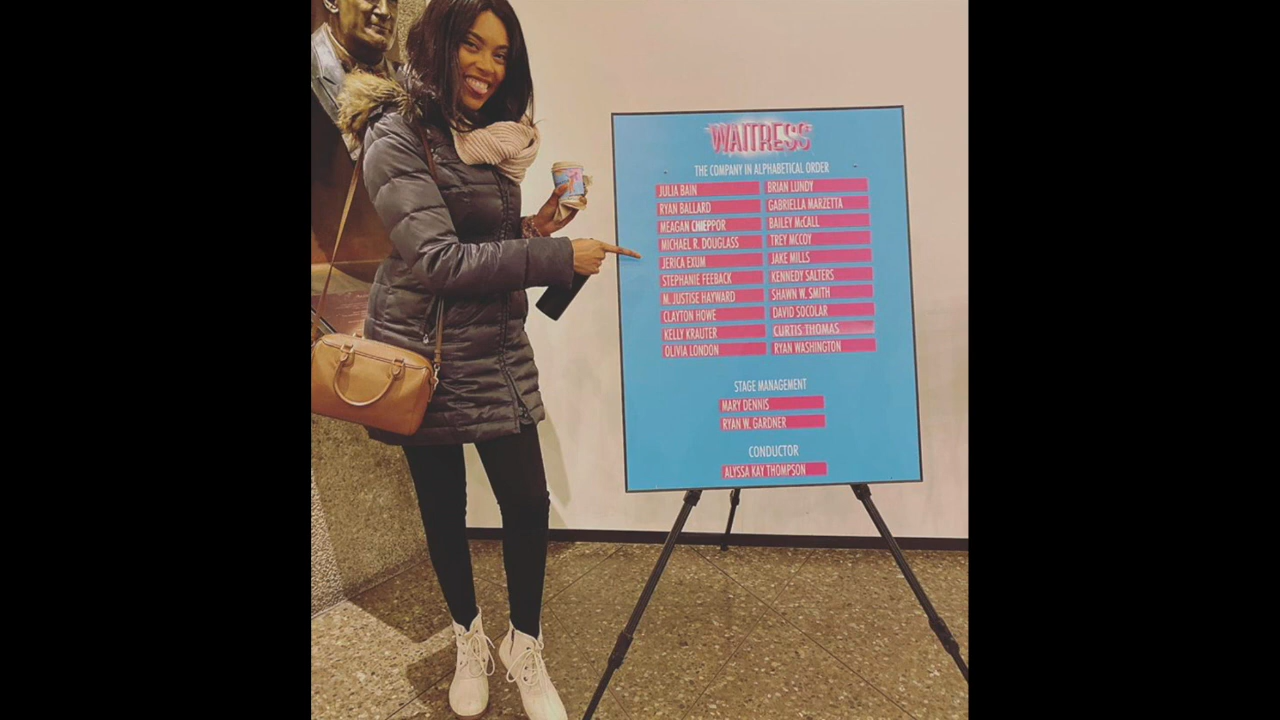 WAITRESS
THE COMPANY IN ALPHABETICAL ORDER
JULIA BAIN
RYAN BALLARD
MEAGAN CHIEPPOR
MICHAEL R. DOUGLASS
JERICA EXUM
STEPHANIE FEEBACK
M. JUSTISE HAYWARD
CLAYTON HOWE
KELLY KRAUTER
OLIVIA LONDON
BRIAN LUNDY
GABRIELLA MARZETTA
BAILEY McCALL
TREY MCCOY
JAKE MILLS
KENNEDY SALTERS
SHAWN W. SMITH
DAVID SOCOLAR
CURTIS THOMAS
RYAN WASHINGTON
STAGE MANAGEMENT
MARY DENNIS
RYAN W. GARDNER
CONDUCTOR
ALYSSA KAY THOMPSON